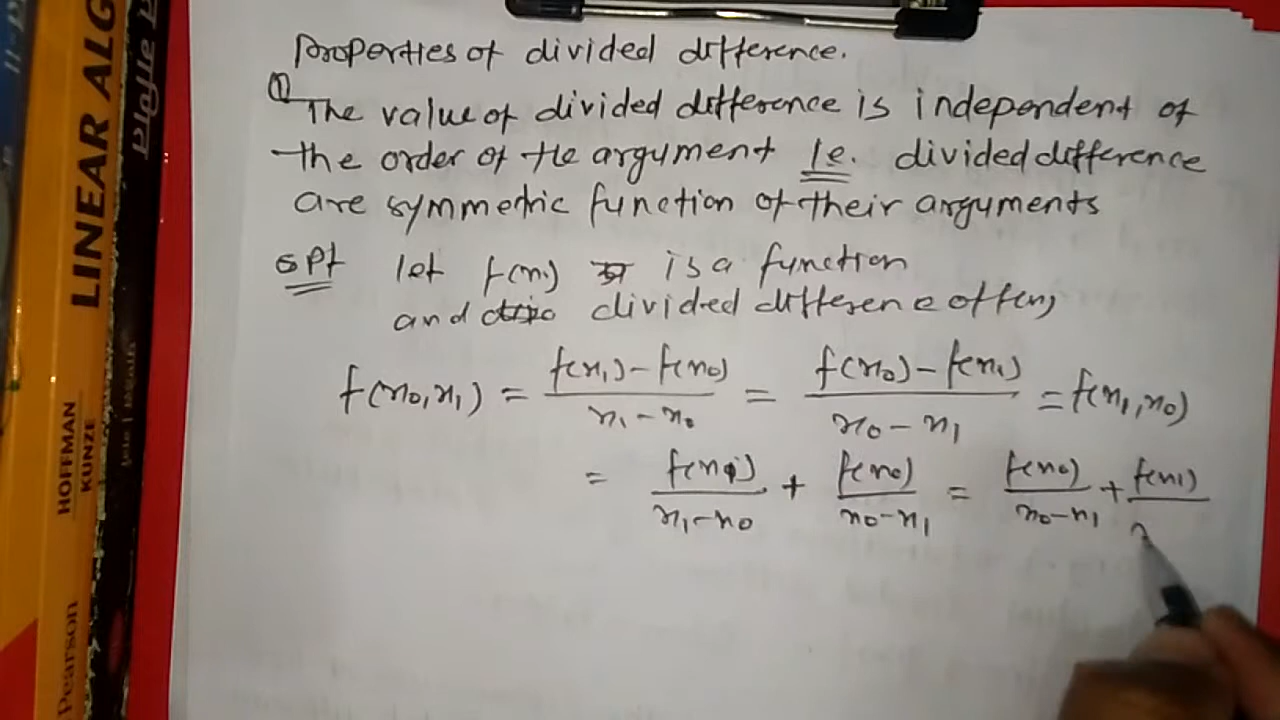 Properties of divided difference.
① The value of divided difference is independent of
the order of the argument ie. divided difference
are symmetric function of their arguments
let f(x) is a function
and divided difference of f(x)
f(x₀,x₁) = f(x₁)-f(x₀) / x₁-x₀ = f(x₀)-f(x₁) / x₀-x₁ = f(x₁,x₀)
= f(x₁) / x₁-x₀ + f(x₀) / x₀-x₁ = f(x₀) / x₀-x₁ + f(x₁)
LINEAR ALG
HOFFMAN
KUNZE
Pearson